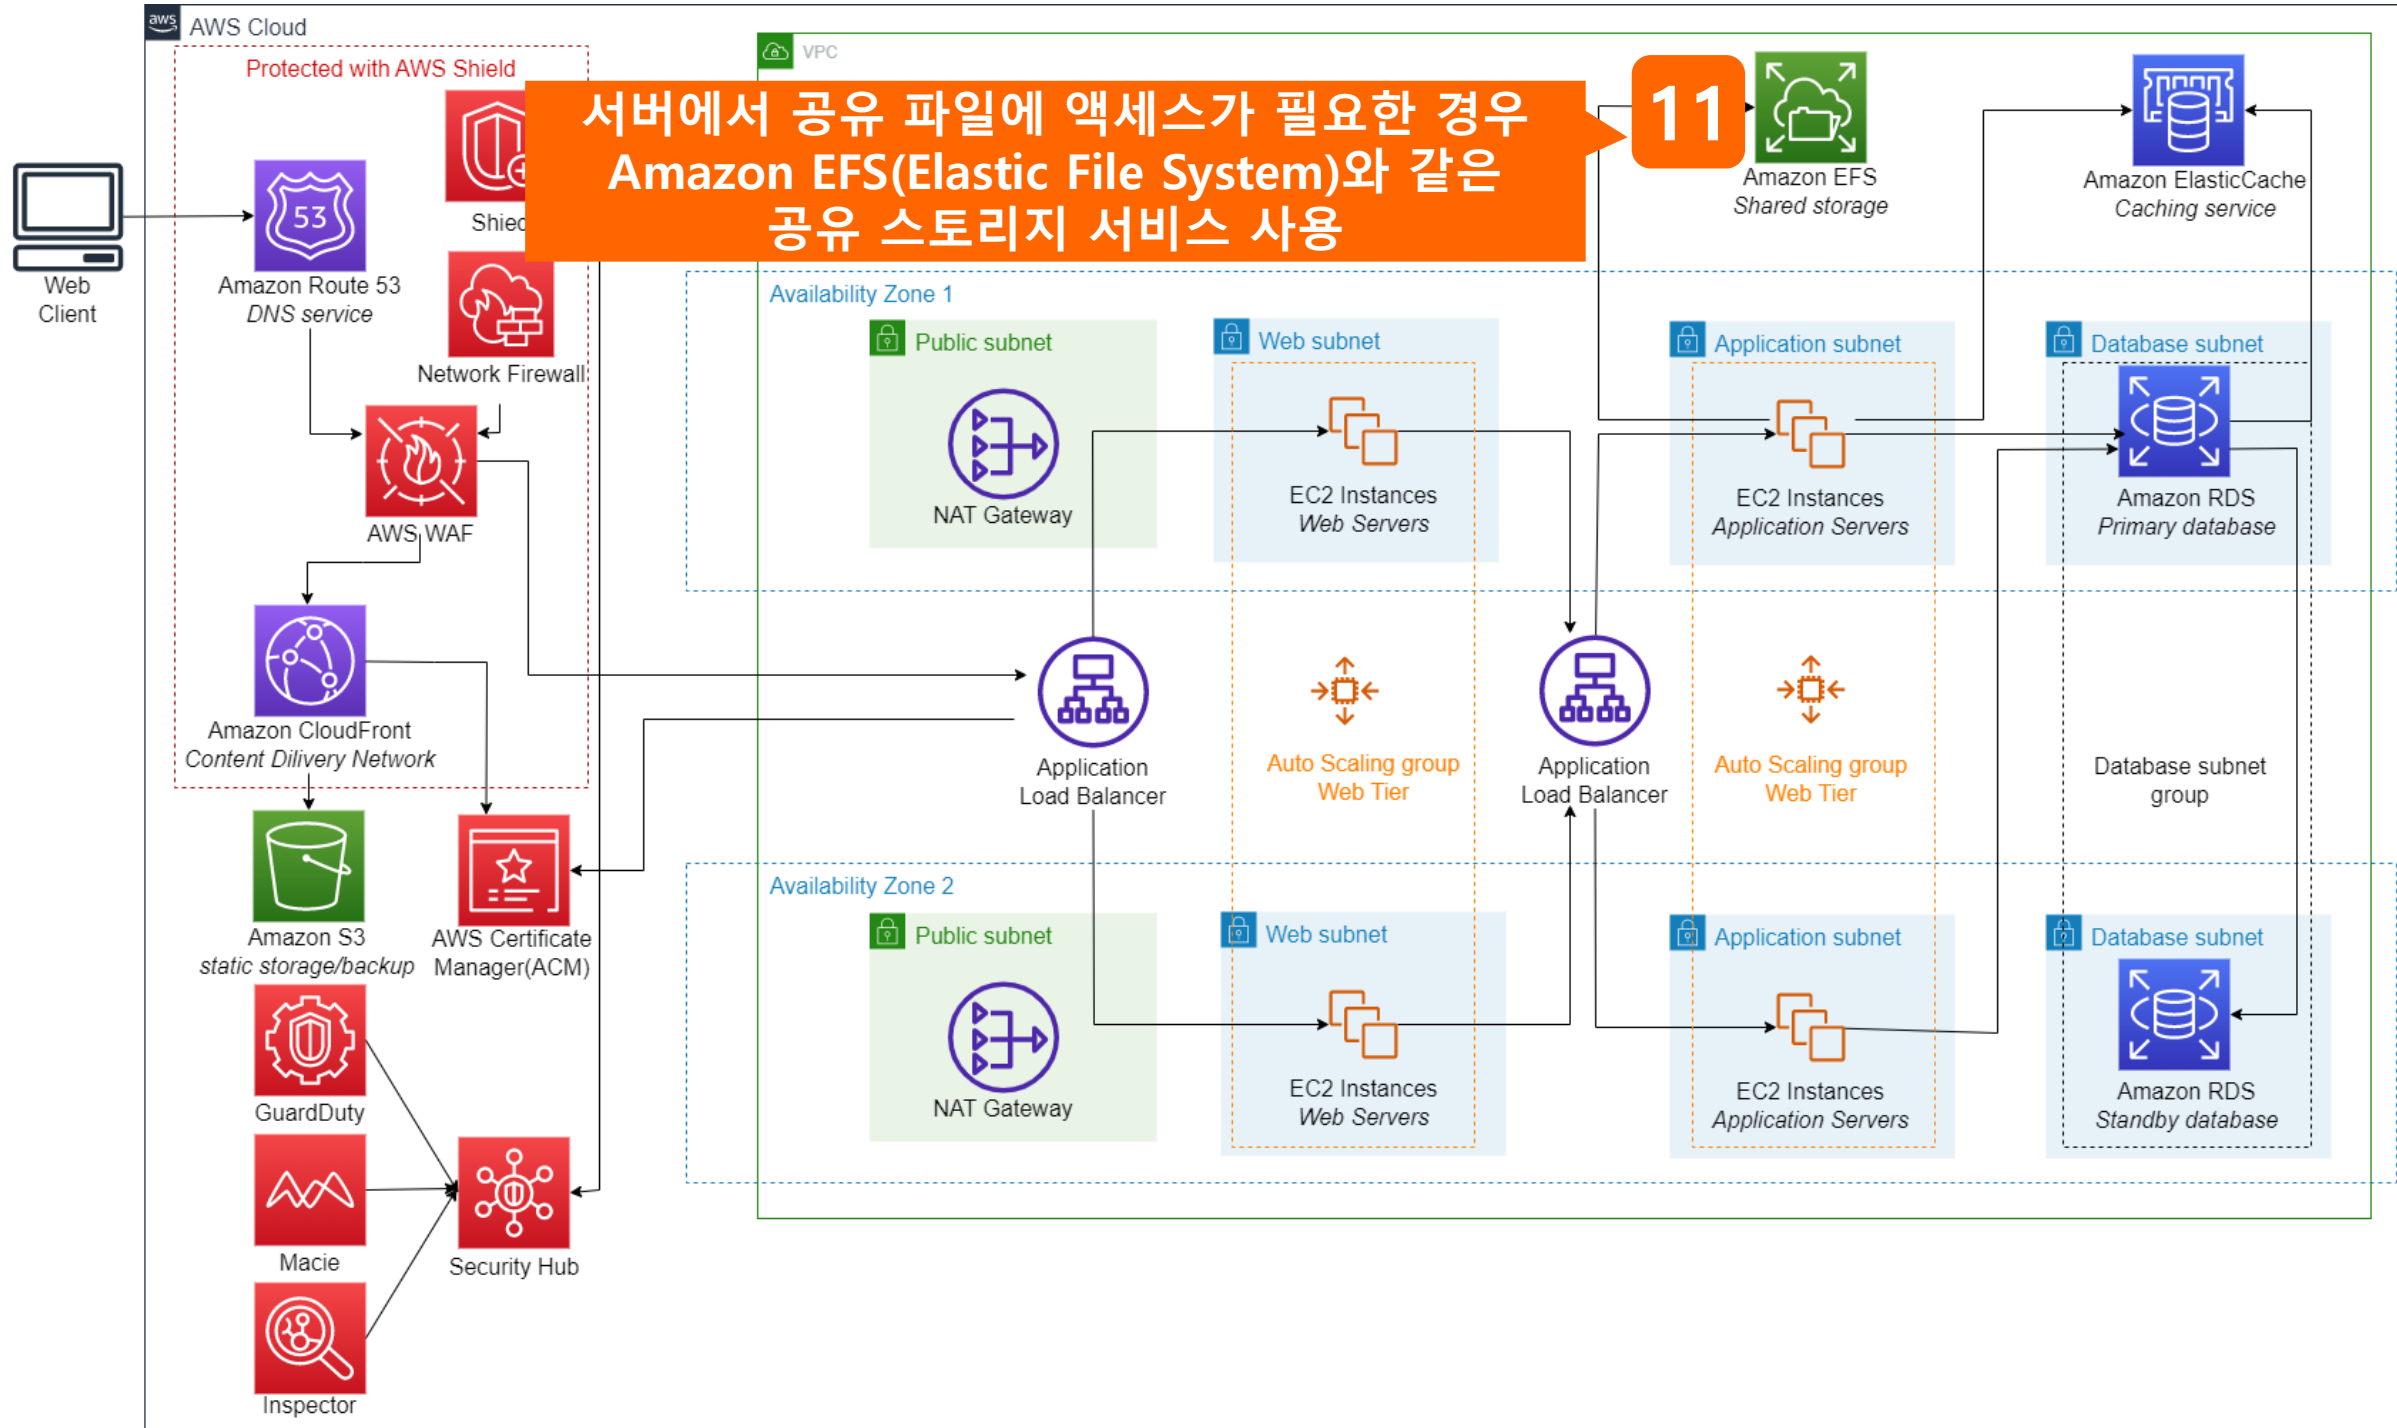 aws
AWS Cloud
Protected with AWS Shield
VPC
서버에서 공유 파일에 액세스가 필요한 경우
Amazon EFS(Elastic File System)와 같은
공유 스토리지 서비스 사용
11
Amazon EFS
Shared storage
Amazon ElasticCache
Caching service
53
Web
Client
Amazon Route 53
DNS service
Network Firewall
AWS WAF
Amazon CloudFront
Content Dilivery Network
Amazon S3
static storage/backup
AWS Certificate
Manager(ACM)
GuardDuty
Macie
Inspector
Security Hub
Availability Zone 1
Public subnet
NAT Gateway
Web subnet
EC2 Instances
Web Servers
Application subnet
EC2 Instances
Application Servers
Database subnet
Amazon RDS
Primary database
Application
Load Balancer
Auto Scaling group
Web Tier
Application
Load Balancer
Auto Scaling group
Web Tier
Database subnet
group
Availability Zone 2
Public subnet
NAT Gateway
Web subnet
EC2 Instances
Web Servers
Application subnet
EC2 Instances
Application Servers
Database subnet
Amazon RDS
Standby database